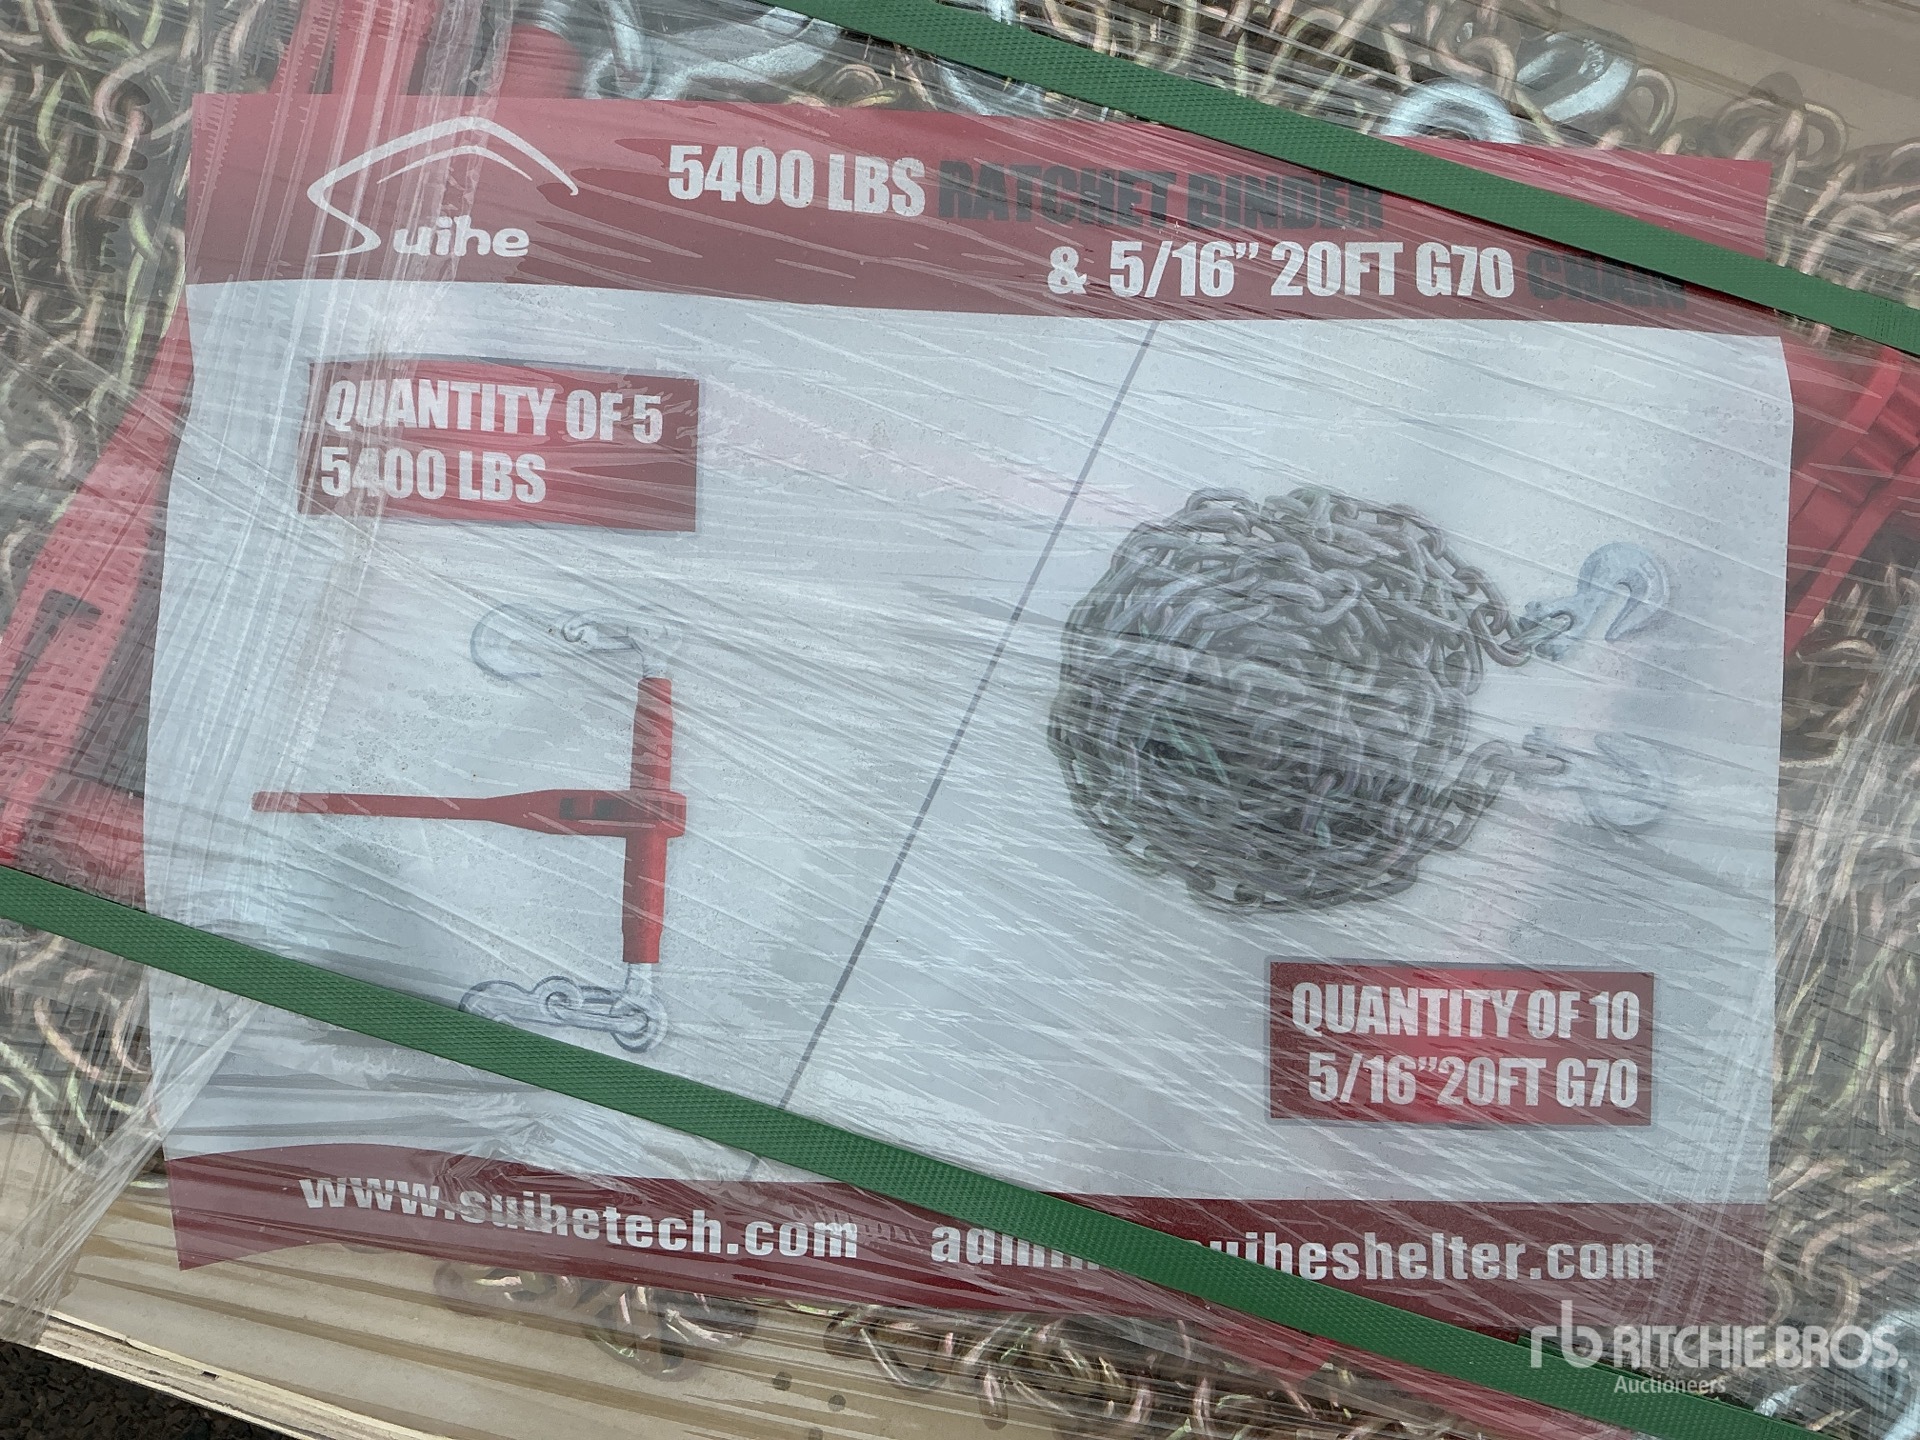 Suihe
5400 LBS RATCHET BINDER
& 5/16" 20FT G70 CHAIN
QUANTITY OF 5
5400 LBS
QUANTITY OF 10
5/16"20FT G70
www.suihetech.com
rb RITCHIE BROS.
Auctioneers